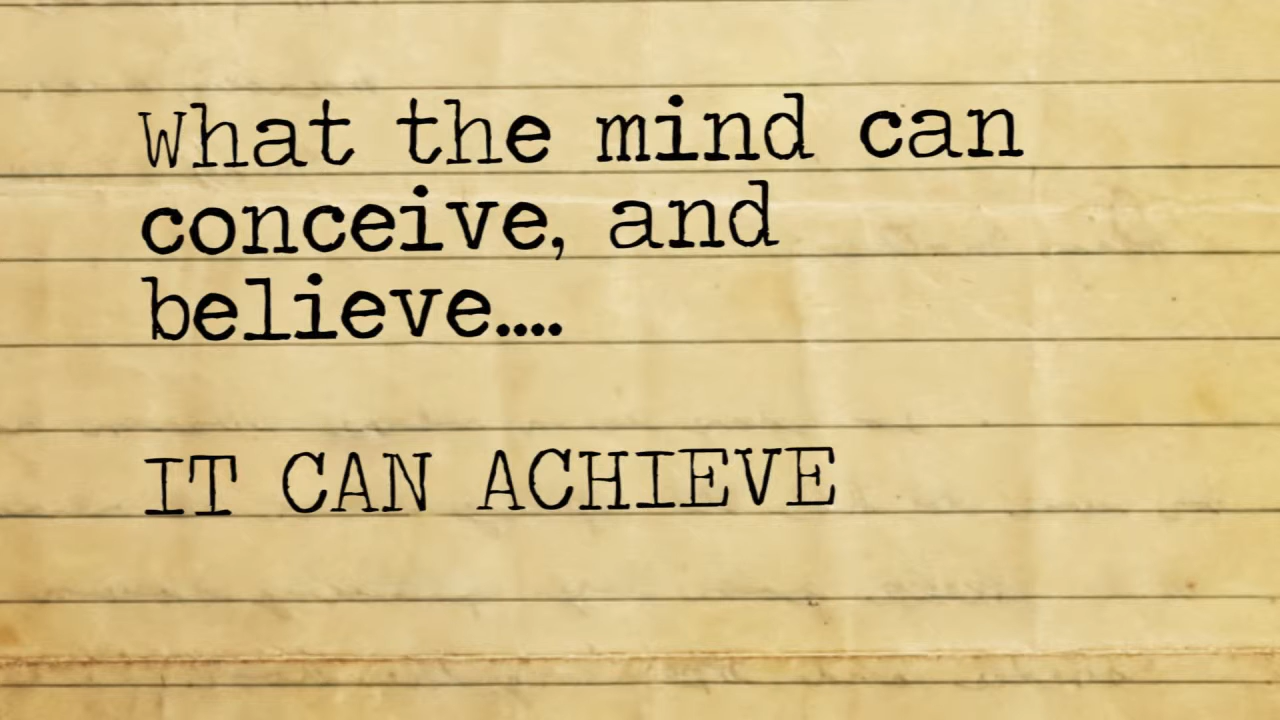 What the mind can
conceive, and
believe....
IT CAN ACHIEVE